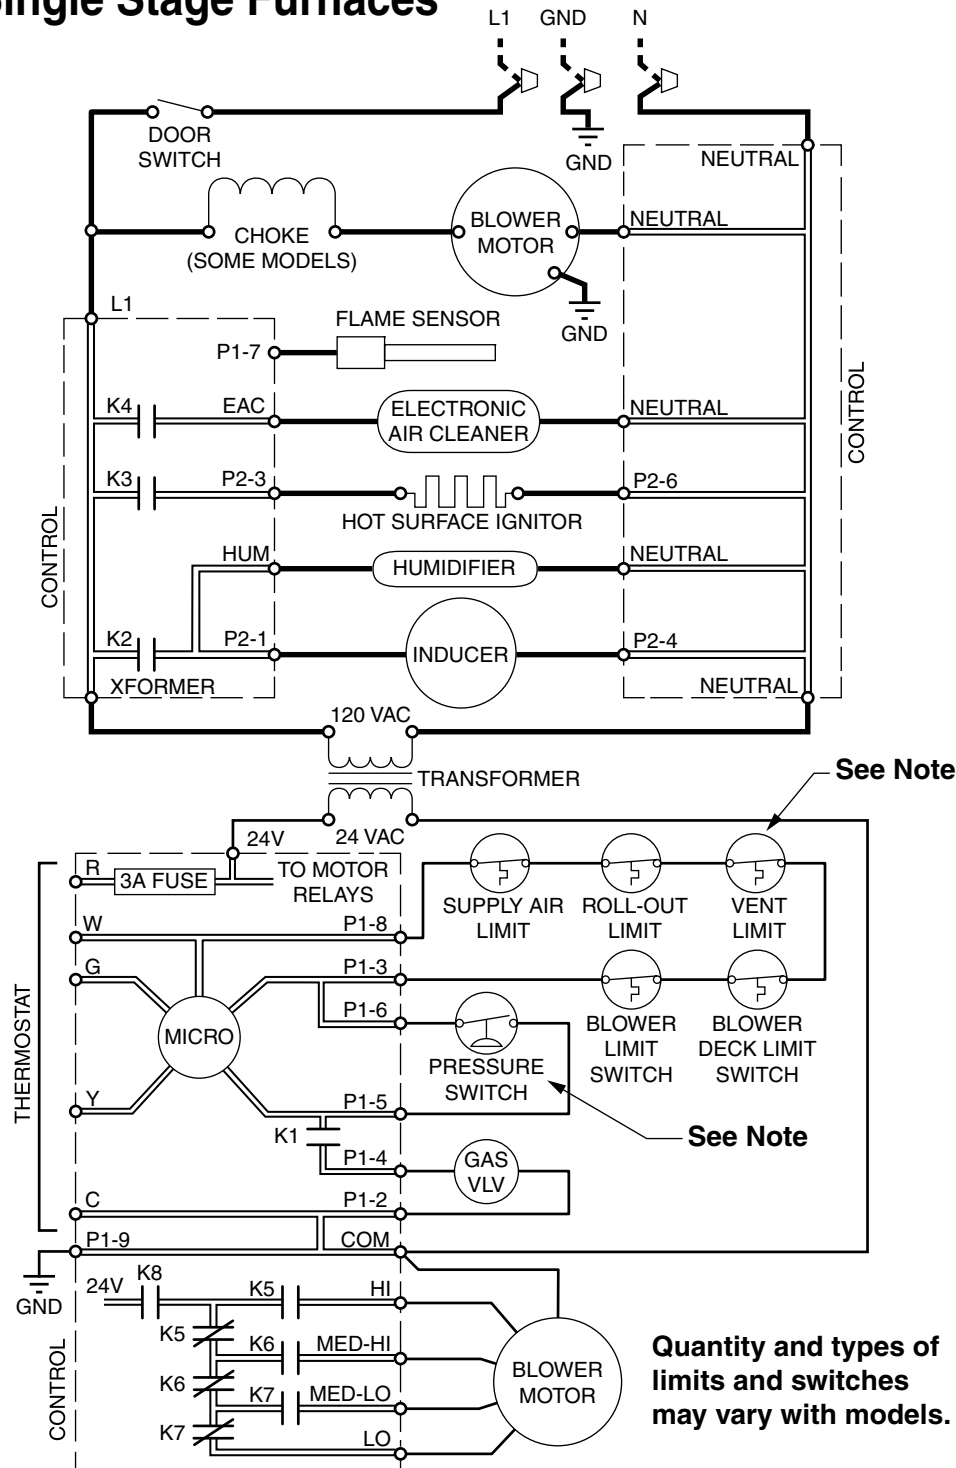 Single Stage Furnaces
L1 GND N
DOOR
SWITCH
GND
NEUTRAL
CHOKE
(SOME MODELS)
BLOWER
MOTOR
NEUTRAL
GND
L1
FLAME SENSOR
P1-7
K4 EAC
ELECTRONIC
AIR CLEANER
NEUTRAL
CONTROL
K3 P2-3
P2-6
HOT SURFACE IGNITOR
CONTROL
HUM
HUMIDIFIER
NEUTRAL
K2 P2-1
INDUCER
P2-4
XFORMER
NEUTRAL
120 VAC
TRANSFORMER
See Note
24V
24 VAC
R
3A FUSE
TO MOTOR
RELAYS
SUPPLY AIR
LIMIT
ROLL-OUT
LIMIT
VENT
LIMIT
W P1-8
G P1-3
P1-6
THERMOSTAT
MICRO
PRESSURE
SWITCH
BLOWER
LIMIT
SWITCH
BLOWER
DECK LIMIT
SWITCH
Y P1-5
K1
See Note
P1-4
GAS
VLV
C P1-2
P1-9 COM
GND
24V K8 K5 HI
K5
K6 MED-HI
K6
K7 MED-LO
K7
LO
CONTROL
BLOWER
MOTOR
Quantity and types of
limits and switches
may vary with models.